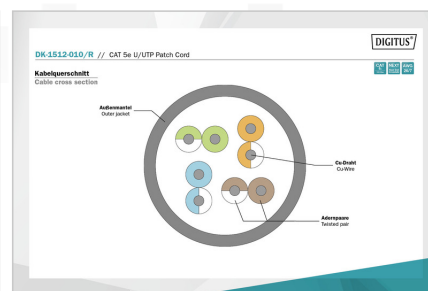 DIGITUS®
DK-1512-010/R // CAT 5e U/UTP Patch Cord
Kabelquerschnitt
Cable cross section
Außenmantel
Outer jacket
Cu-Draht
Cu-Wire
Adernpaare
Twisted pair